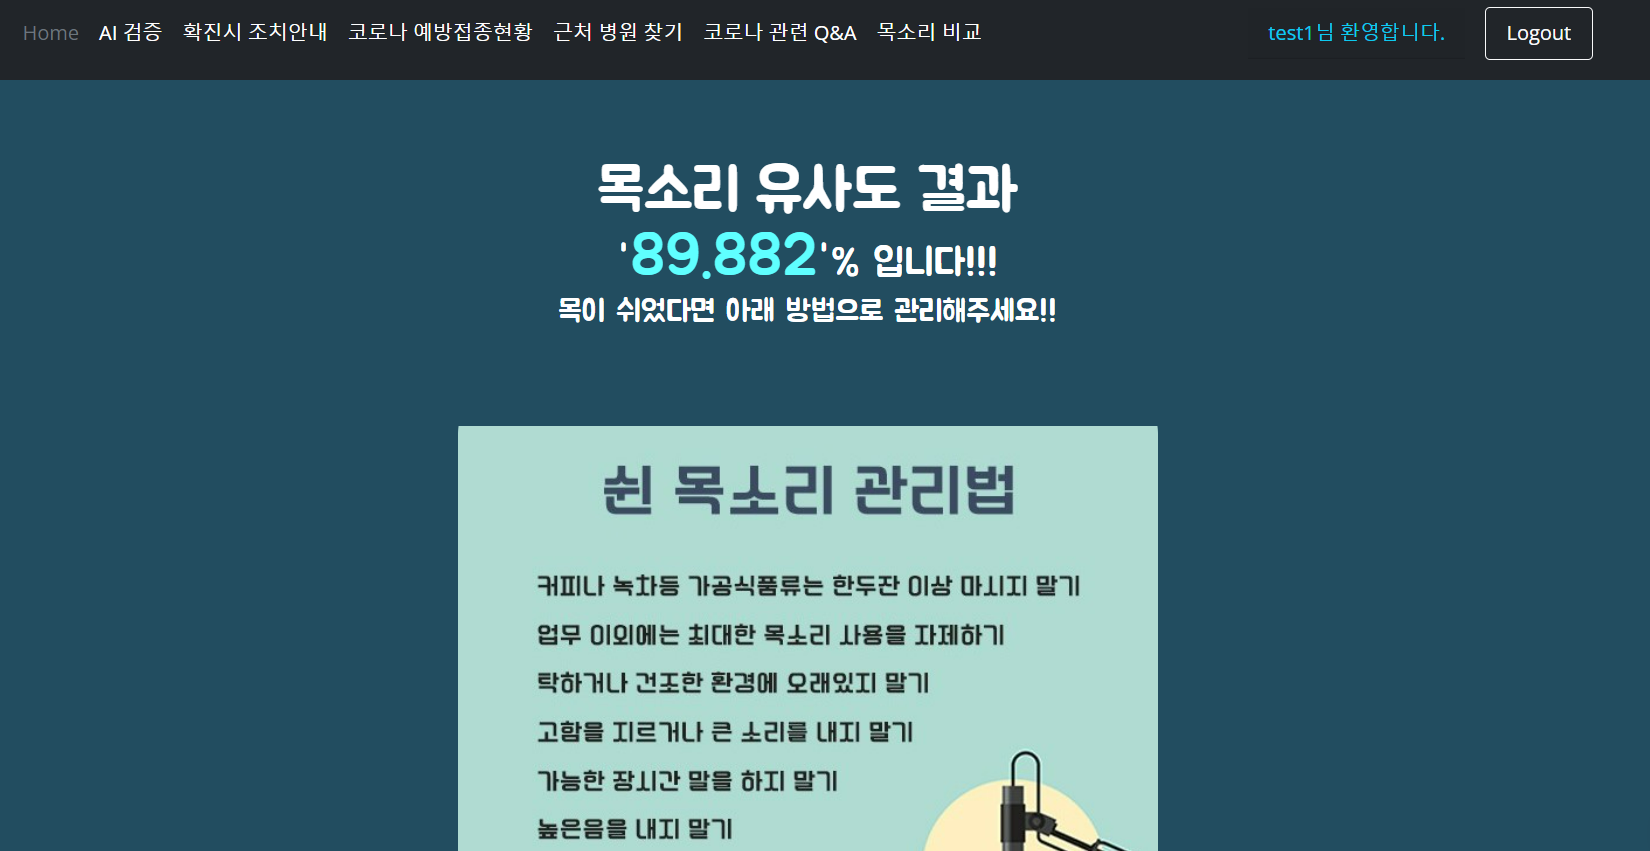 Home AI 검증 확진시 조치안내 코로나 예방접종현황 근처 병원 찾기 코로나 관련 Q&A 목소리 비교 test1님 환영합니다. Logout
목소리 유사도 결과
'89.882'% 입니다!!!
목이 쉬었다면 아래 방법으로 관리해주세요!!
쉰 목소리 관리법
커피나 녹차등 가공식품류는 한두잔 이상 마시지 말기
업무 이외에는 최대한 목소리 사용을 자제하기
탁하거나 건조한 환경에 오래있지 말기
고함을 지르거나 큰 소리를 내지 말기
가능한 장시간 말을 하지 말기
높은음을 내지 말기